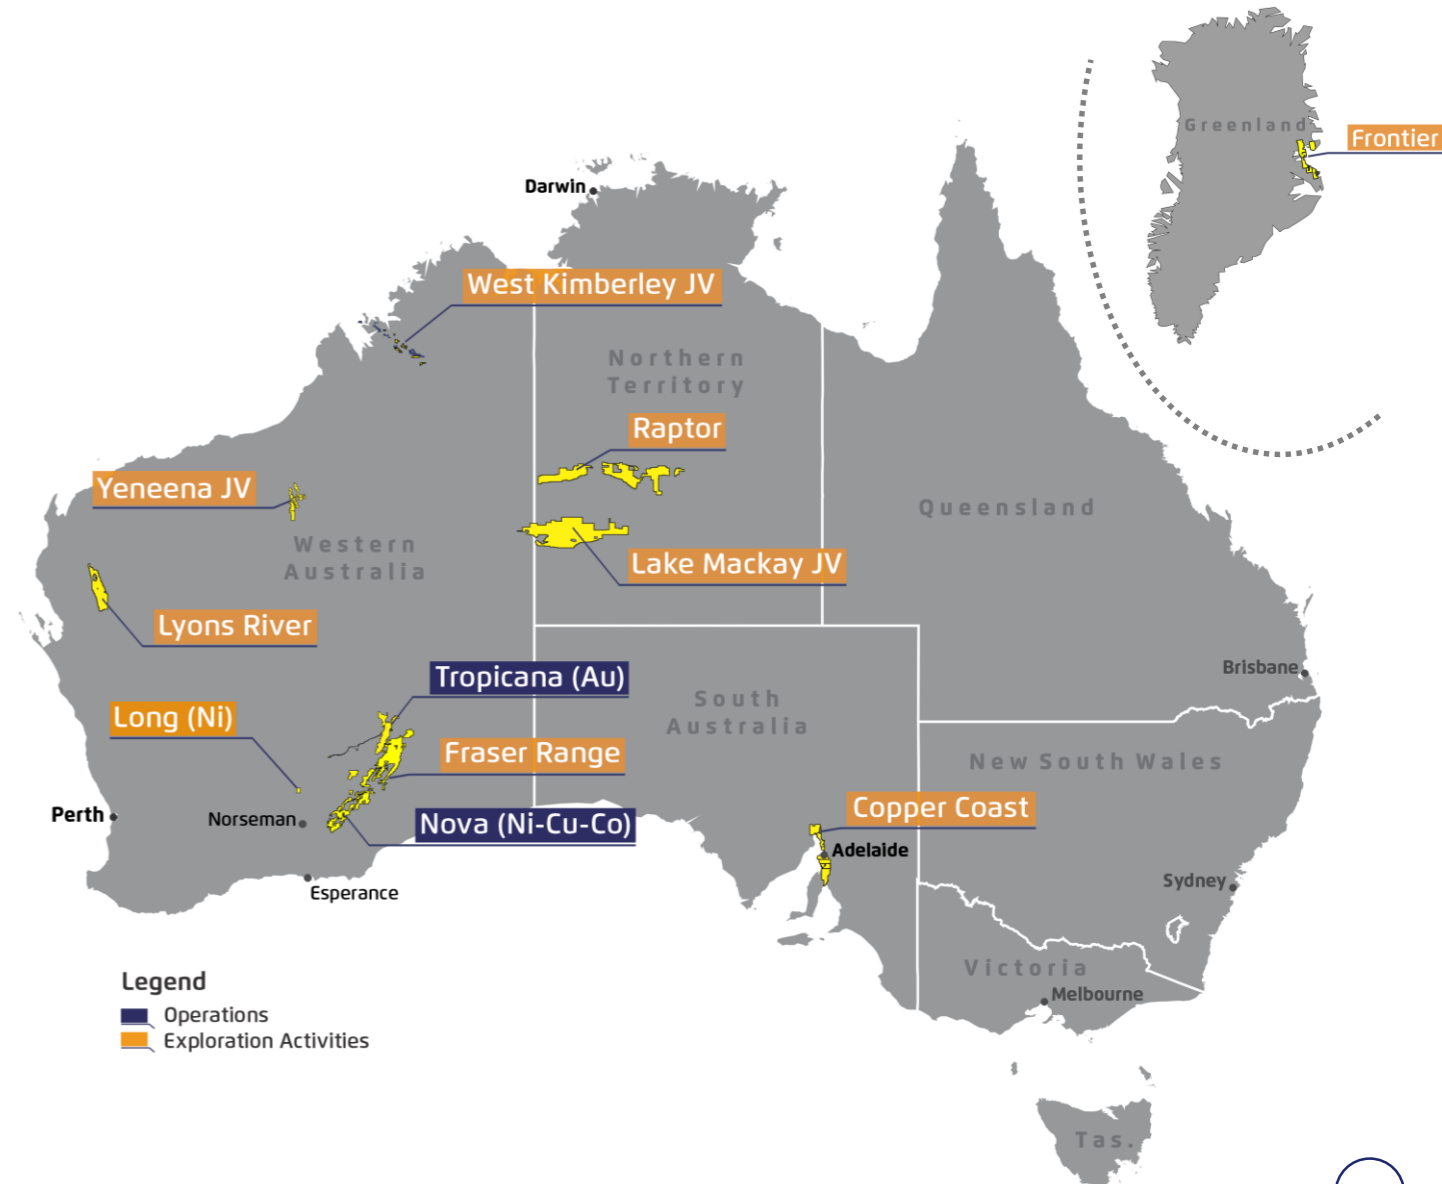 Greenland
Frontier
Darwin
West Kimberley JV
Northern
Territory
Raptor
Yeneena JV
Queensland
Western
Australia
Lake Mackay JV
Lyons River
Brisbane
Tropicana (Au)
South
Australia
Long (Ni)
Fraser Range
New South Wales
Copper Coast
Perth
Norseman
Nova (Ni-Cu-Co)
Adelaide
Sydney
Esperance
Victoria
Melbourne
Legend
Operations
Exploration Activities
Tas.